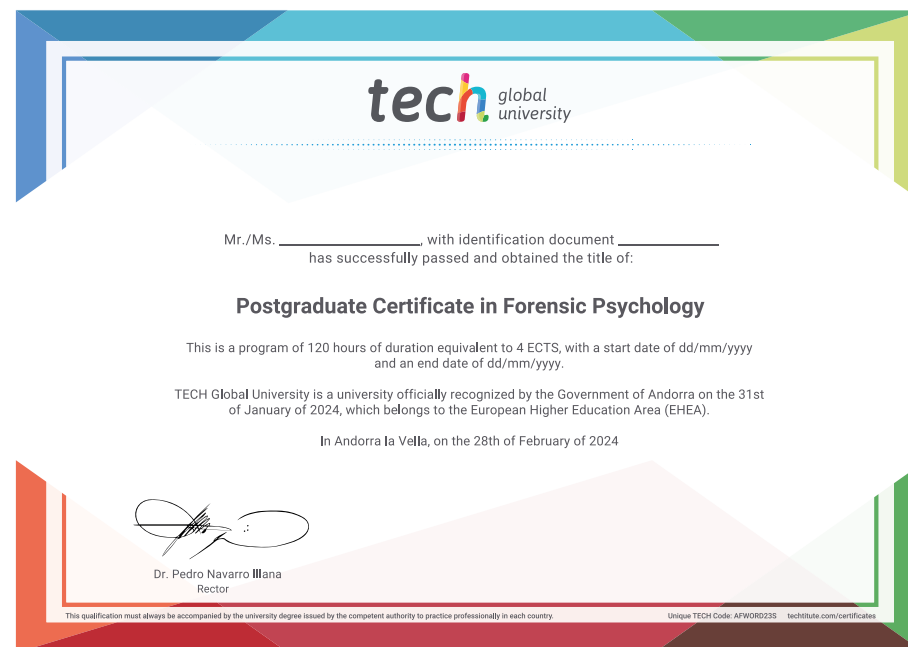 tech global
university
Mr./Ms. ____________________, with identification document ______________
has successfully passed and obtained the title of:
Postgraduate Certificate in Forensic Psychology
This is a program of 120 hours of duration equivalent to 4 ECTS, with a start date of dd/mm/yyyy
and an end date of dd/mm/yyyy.
TECH Global University is a university officially recognized by the Government of Andorra on the 31st
of January of 2024, which belongs to the European Higher Education Area (EHEA).
In Andorra la Vella, on the 28th of February of 2024
Dr. Pedro Navarro Illana
Rector
This qualification must always be accompanied by the university degree issued by the competent authority to practice professionally in each country. Unique TECH Code: AFWORD23S techtitute.com/certificates